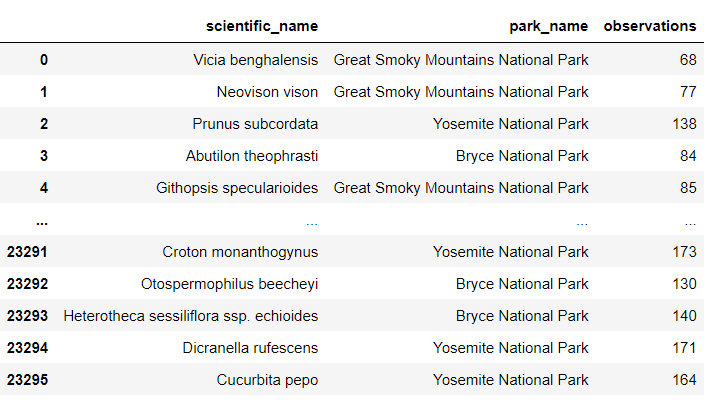 scientific_name park_name observations
0 Vicia benghalensis Great Smoky Mountains National Park 68
1 Neovison vison Great Smoky Mountains National Park 77
2 Prunus subcordata Yosemite National Park 138
3 Abutilon theophrasti Bryce National Park 84
4 Githopsis specularioides Great Smoky Mountains National Park 85
... ... ... ...
23291 Croton monanthogynus Yosemite National Park 173
23292 Otospermophilus beecheyi Bryce National Park 130
23293 Heterotheca sessiliflora ssp. echioides Bryce National Park 140
23294 Dicranella rufescens Yosemite National Park 171
23295 Cucurbita pepo Yosemite National Park 164